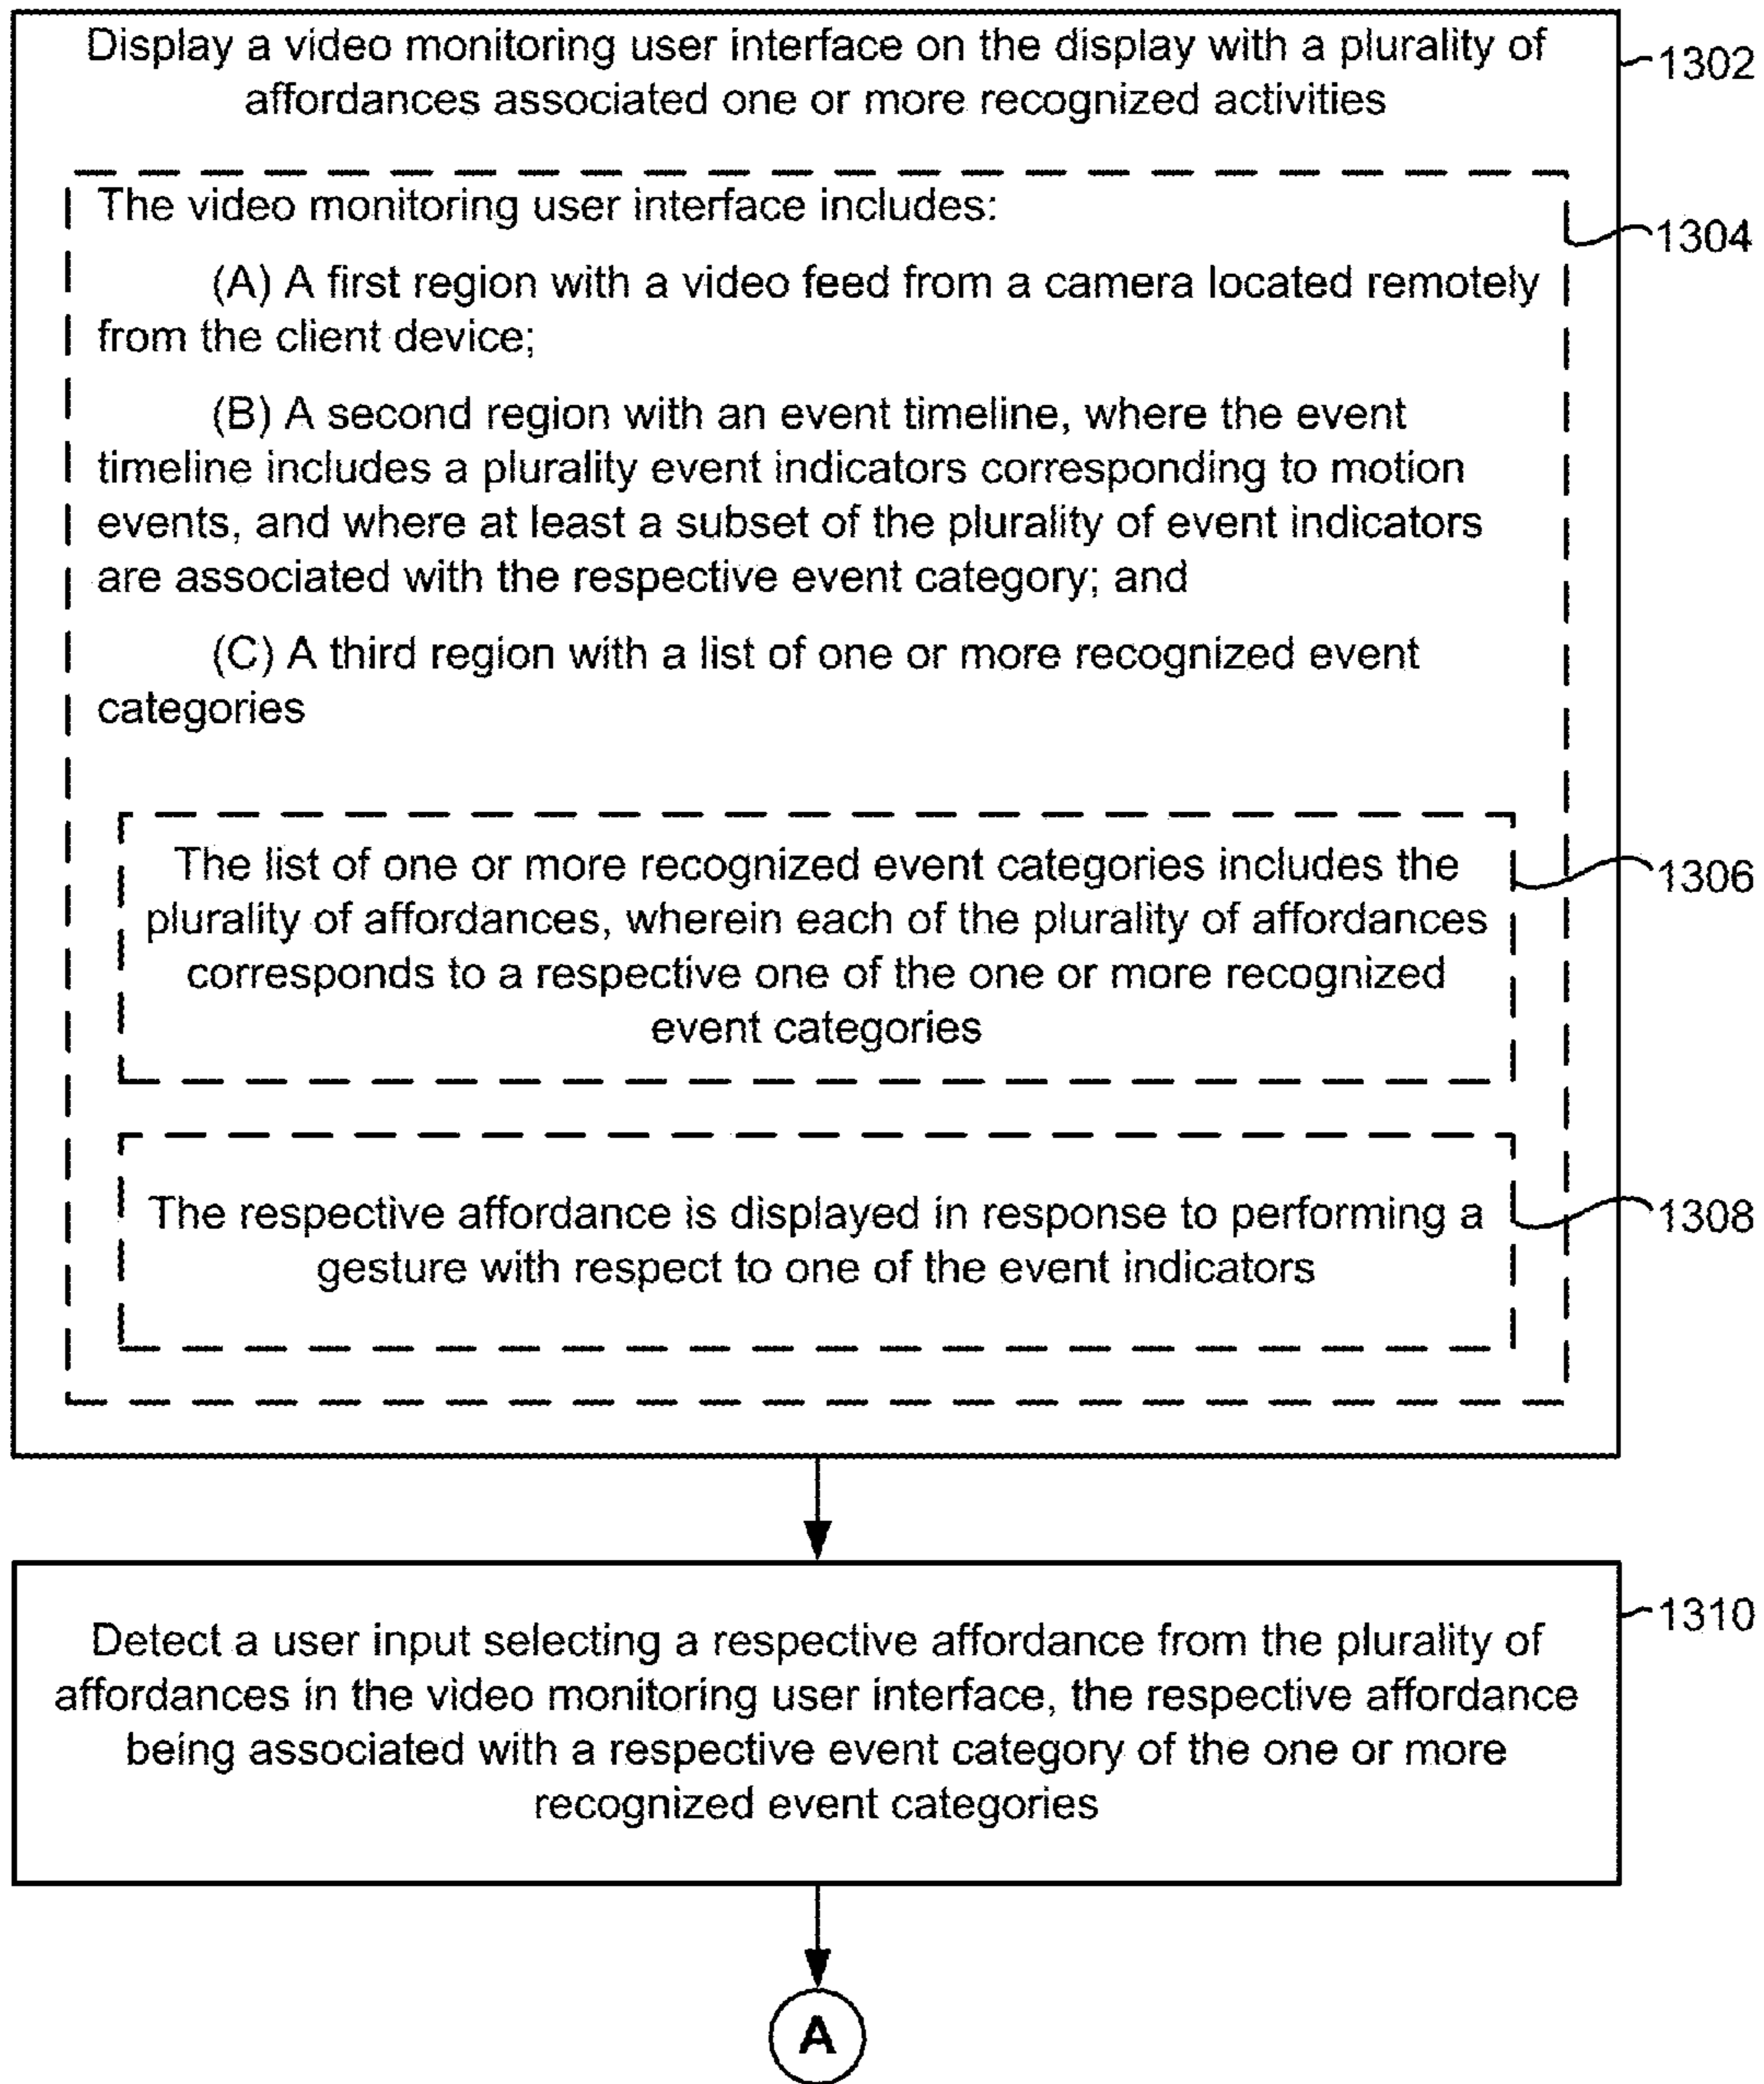 Display a video monitoring user interface on the display with a plurality of
affordances associated one or more recognized activities
1302
The video monitoring user interface includes:
1304
(A) A first region with a video feed from a camera located remotely
from the client device;
(B) A second region with an event timeline, where the event
timeline includes a plurality event indicators corresponding to motion
events, and where at least a subset of the plurality of event indicators
are associated with the respective event category; and
(C) A third region with a list of one or more recognized event
categories
The list of one or more recognized event categories includes the
plurality of affordances, wherein each of the plurality of affordances
corresponds to a respective one of the one or more recognized
event categories
1306
The respective affordance is displayed in response to performing a
gesture with respect to one of the event indicators
1308
Detect a user input selecting a respective affordance from the plurality of
affordances in the video monitoring user interface, the respective affordance
being associated with a respective event category of the one or more
recognized event categories
1310
A